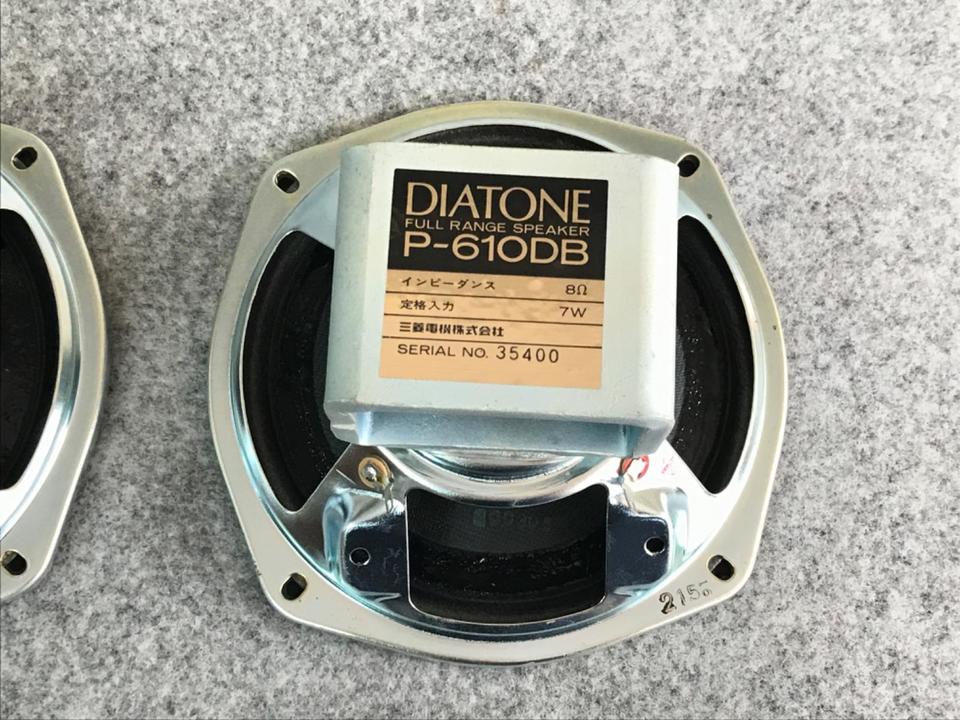 DIATONE
FULL RANGE SPEAKER
P-610DB
インピーダンス 8Ω
定格入力 7W
三菱電機株式会社
SERIAL NO. 35400